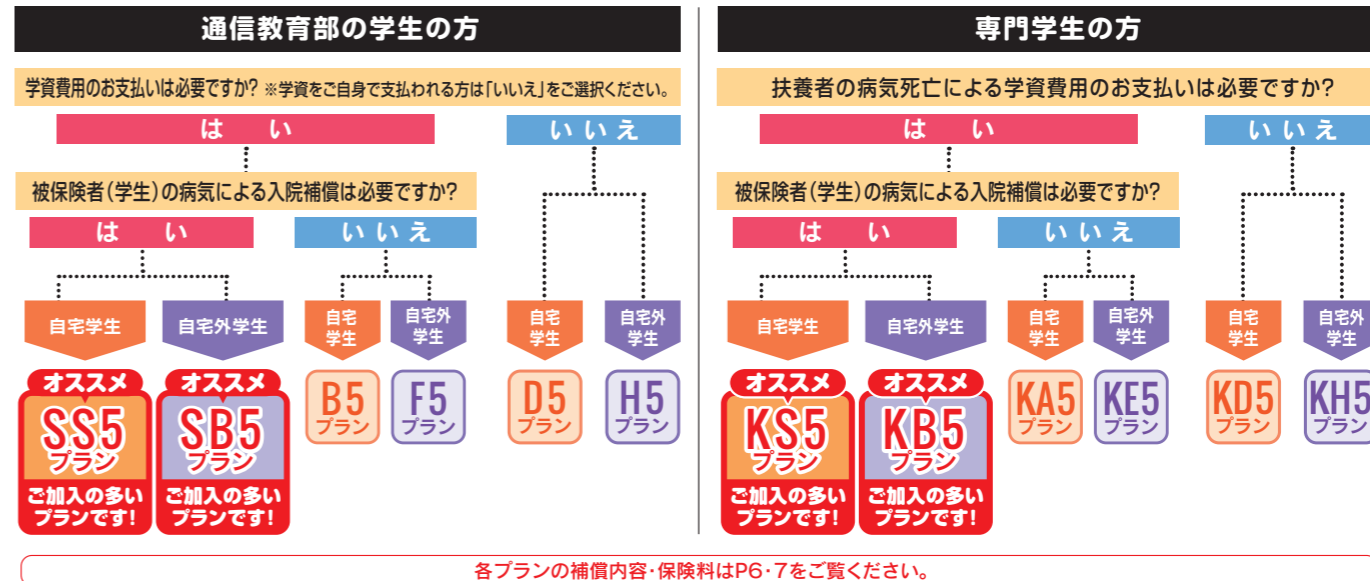 通信教育部の学生の方
学資費用のお支払いは必要ですか? ※学資をご自身で支払われる方は「いいえ」をご選択ください。
はい
いいえ
被保険者(学生)の病気による入院補償は必要ですか?
はい
いいえ
自宅学生
自宅外学生
自宅
学生
自宅外
学生
自宅
学生
自宅外
学生
オススメ
SS5
プラン
ご加入の多い
プランです!
オススメ
SB5
プラン
ご加入の多い
プランです!
B5
プラン
F5
プラン
D5
プラン
H5
プラン
専門学生の方
扶養者の病気死亡による学資費用のお支払いは必要ですか?
はい
いいえ
被保険者(学生)の病気による入院補償は必要ですか?
はい
いいえ
自宅学生
自宅外学生
自宅
学生
自宅外
学生
自宅
学生
自宅外
学生
オススメ
KS5
プラン
ご加入の多い
プランです!
オススメ
KB5
プラン
ご加入の多い
プランです!
KA5
プラン
KE5
プラン
KD5
プラン
KH5
プラン
各プランの補償内容・保険料はP6・7をご覧ください。